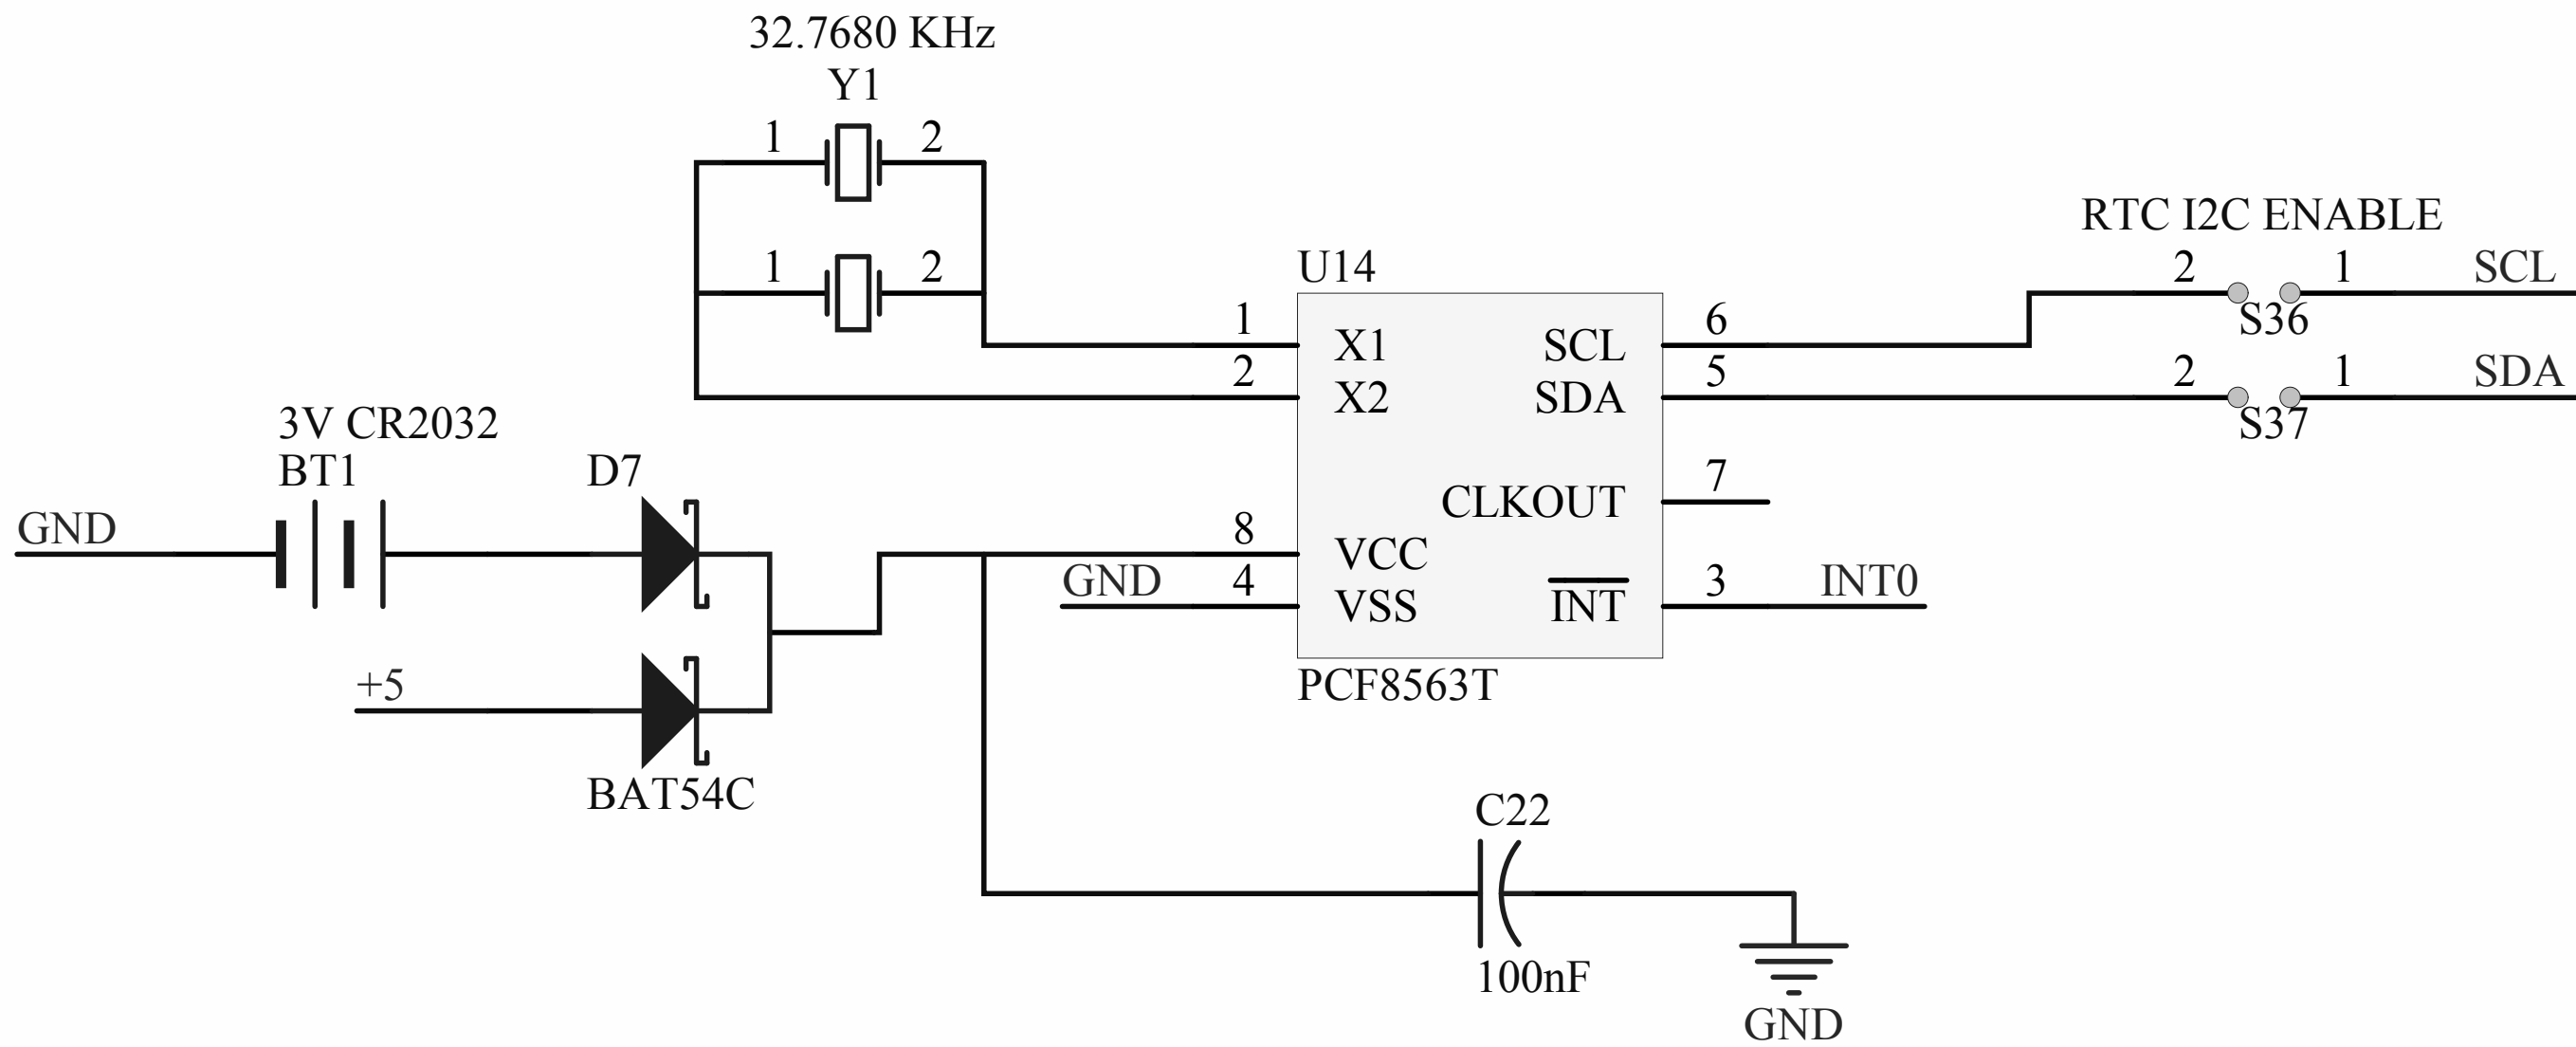 32.7680 KHz
Y1
1 2
1 2
RTC I2C ENABLE
U14
2 1 SCL
S36
1 X1 SCL 6
2 X2 SDA 5
2 1 SDA
S37
3V CR2032
BT1
D7
GND
CLKOUT 7
8 VCC
GND 4 VSS
INT 3 INT0
+5
PCF8563T
BAT54C
C22
100nF
GND